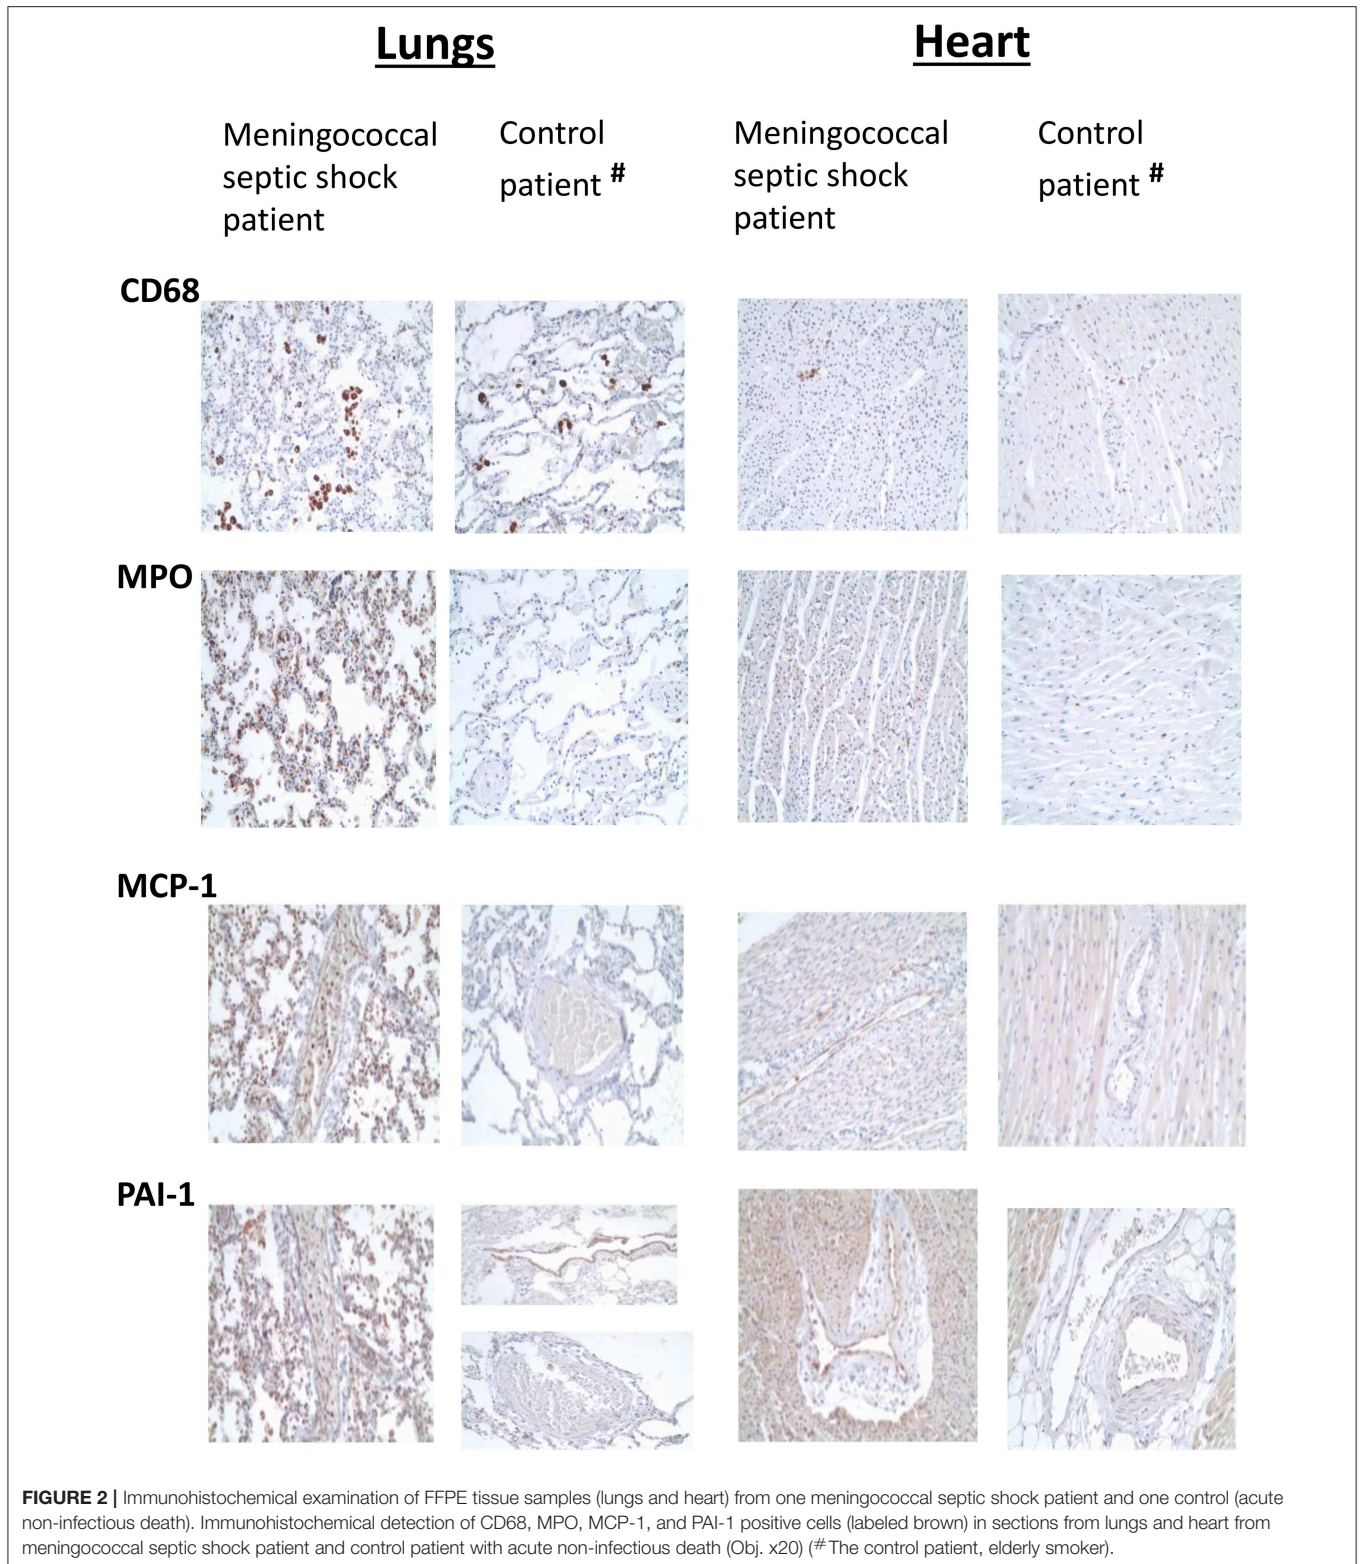 Lungs
Heart
Meningococcal septic shock patient
Control patient #
Meningococcal septic shock patient
Control patient #
CD68
MPO
MCP-1
PAI-1
FIGURE 2 | Immunohistochemical examination of FFPE tissue samples (lungs and heart) from one meningococcal septic shock patient and one control (acute
non-infectious death). Immunohistochemical detection of CD68, MPO, MCP-1, and PAI-1 positive cells (labeled brown) in sections from lungs and heart from
meningococcal septic shock patient and control patient with acute non-infectious death (Obj. x20) (#The control patient, elderly smoker).